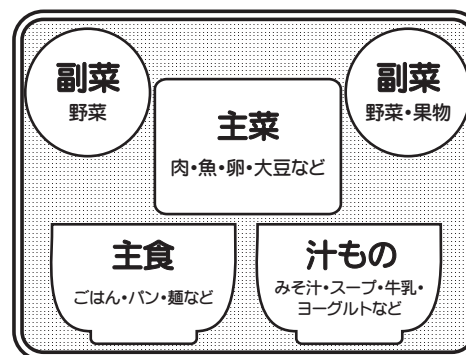 副菜
野菜
副菜
野菜・果物
主菜
肉・魚・卵・大豆など
主食
ごはん・パン・麺など
汁もの
みそ汁・スープ・牛乳・
ヨーグルトなど